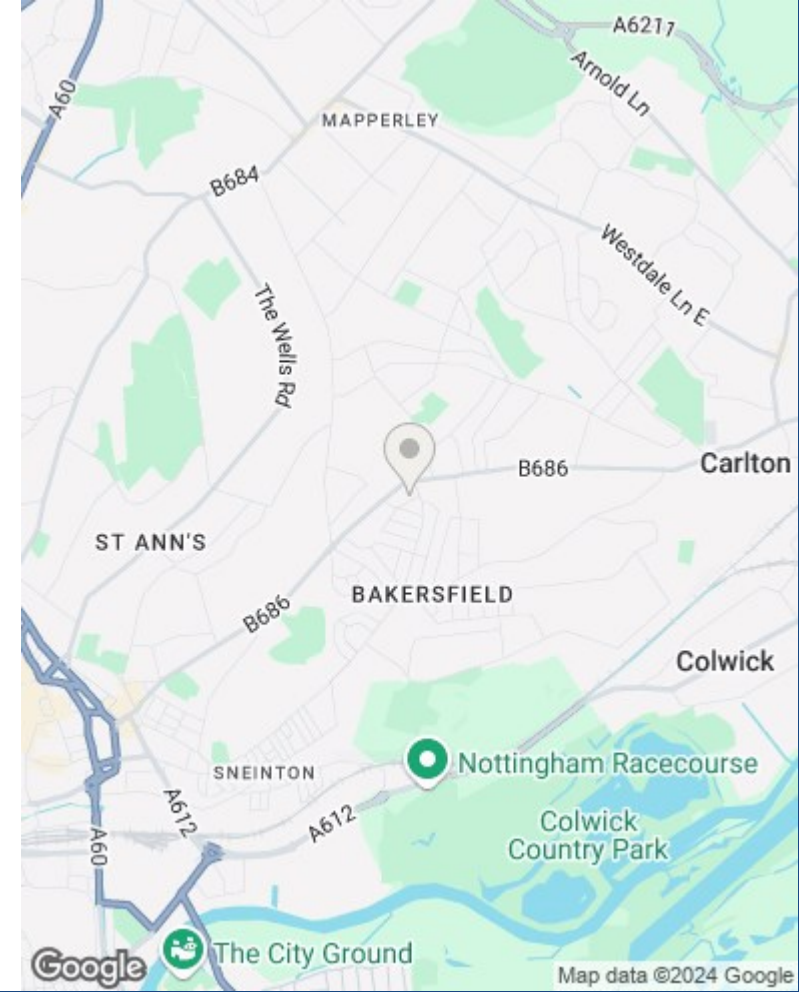 A6211
Arnold Ln
A60
MAPPERLEY
B684
Westdale Ln E
The Wells Rd
B686
Carlton
ST ANN'S
BAKERSFIELD
B686
Colwick
Nottingham Racecourse
SNEINTON
A612
A612
A60
Colwick
Country Park
The City Ground
Google
Map data ©2024 Google